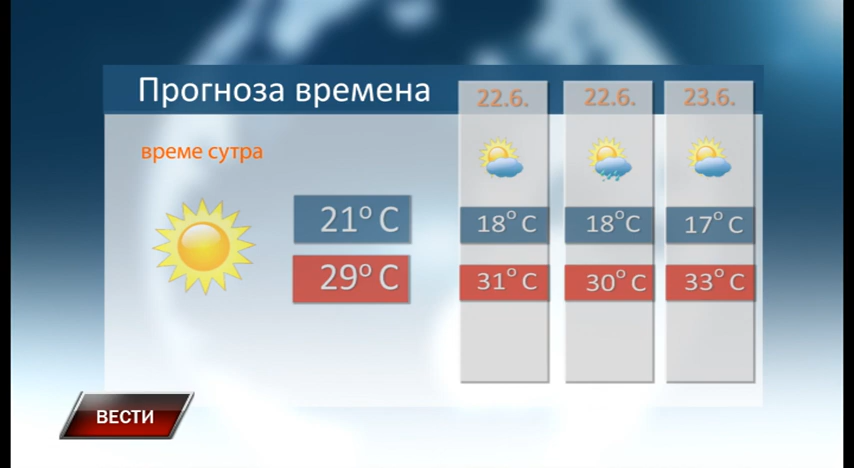 Прогноза времена
време сутра
21° C
29° C
22.6.
18° C
31° C
22.6.
18°C
30° C
23.6.
17° C
33° C
ВЕСТИ